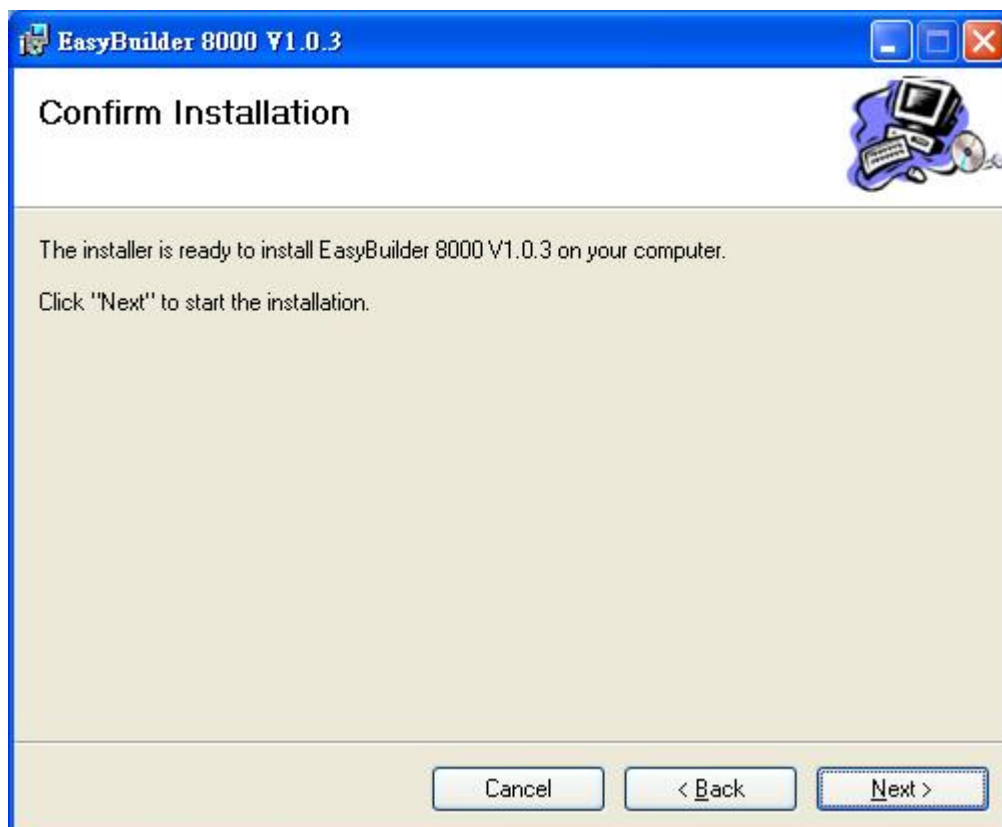 EasyBuilder 8000 V1.0.3
Confirm Installation
The installer is ready to install EasyBuilder 8000 V1.0.3 on your computer.
Click "Next" to start the installation.
Cancel
< Back
Next >